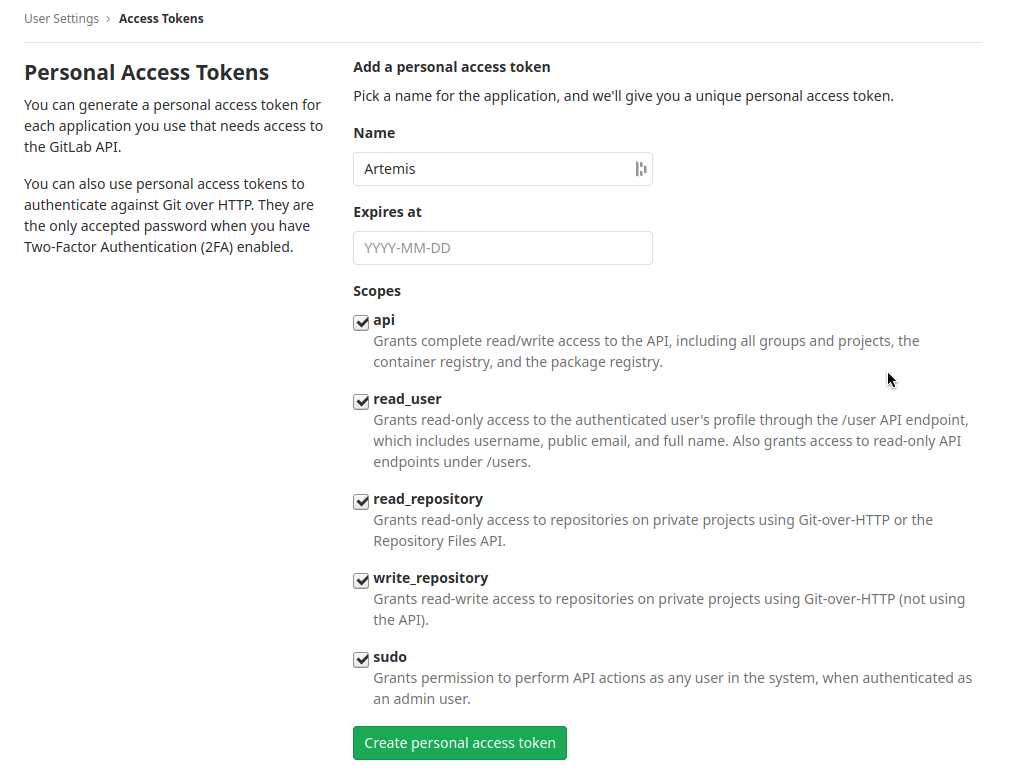 User Settings › Access Tokens
Personal Access Tokens
You can generate a personal access token for
each application you use that needs access to
the GitLab API.
You can also use personal access tokens to
authenticate against Git over HTTP. They are
the only accepted password when you have
Two-Factor Authentication (2FA) enabled.
Add a personal access token
Pick a name for the application, and we'll give you a unique personal access token.
Name
Artemis
Expires at
YYYY-MM-DD
Scopes
api
Grants complete read/write access to the API, including all groups and projects, the
container registry, and the package registry.
read_user
Grants read-only access to the authenticated user's profile through the /user API endpoint,
which includes username, public email, and full name. Also grants access to read-only API
endpoints under /users.
read_repository
Grants read-only access to repositories on private projects using Git-over-HTTP or the
Repository Files API.
write_repository
Grants read-write access to repositories on private projects using Git-over-HTTP (not using
the API).
sudo
Grants permission to perform API actions as any user in the system, when authenticated as
an admin user.
Create personal access token